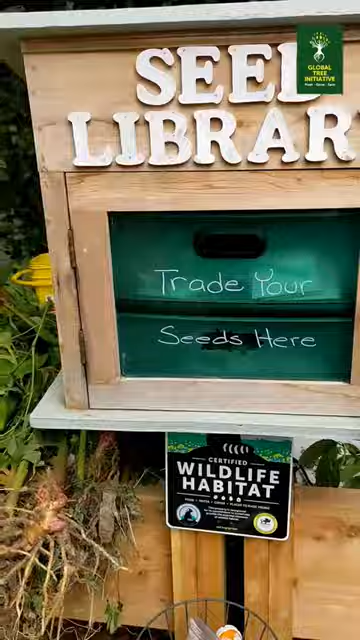 SEED
LIBRAR
GLOBAL
TREE
INITIATIVE
Trade Your
Seeds Here
CERTIFIED
WILDLIFE
HABITAT